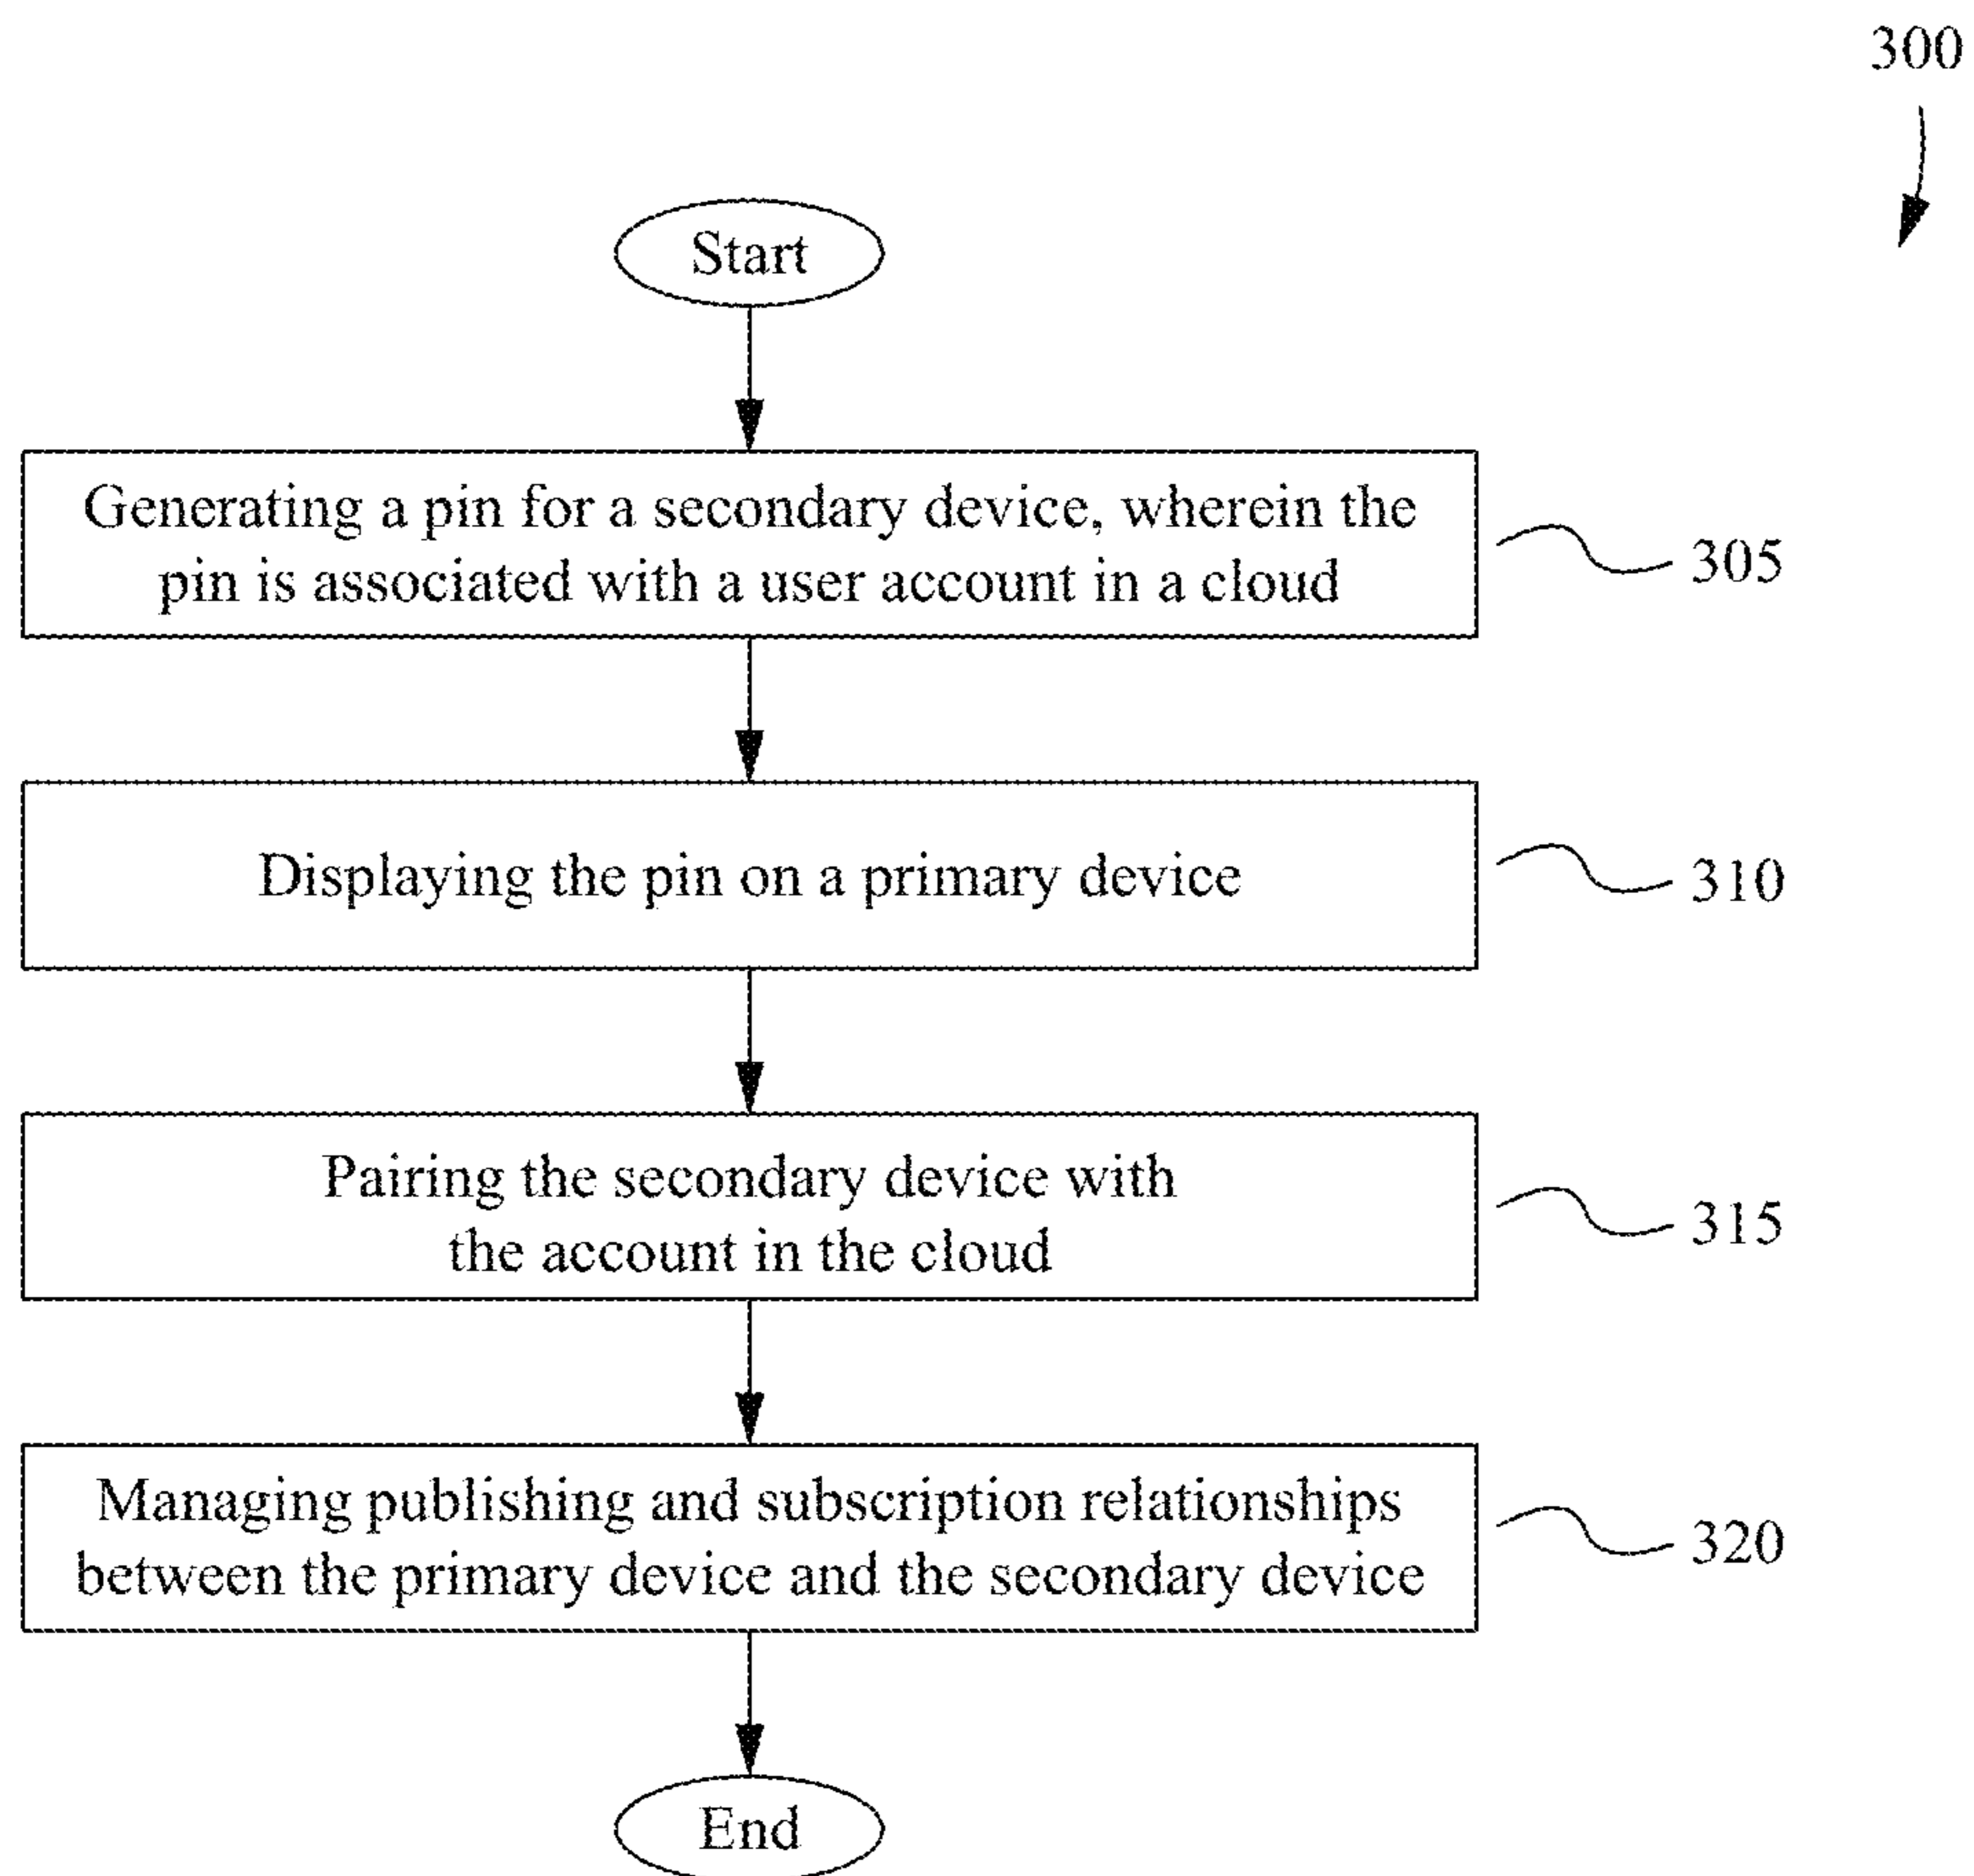 300
Start
Generating a pin for a secondary device, wherein the
pin is associated with a user account in a cloud
305
Displaying the pin on a primary device
310
Pairing the secondary device with
the account in the cloud
315
Managing publishing and subscription relationships
between the primary device and the secondary device
320
End